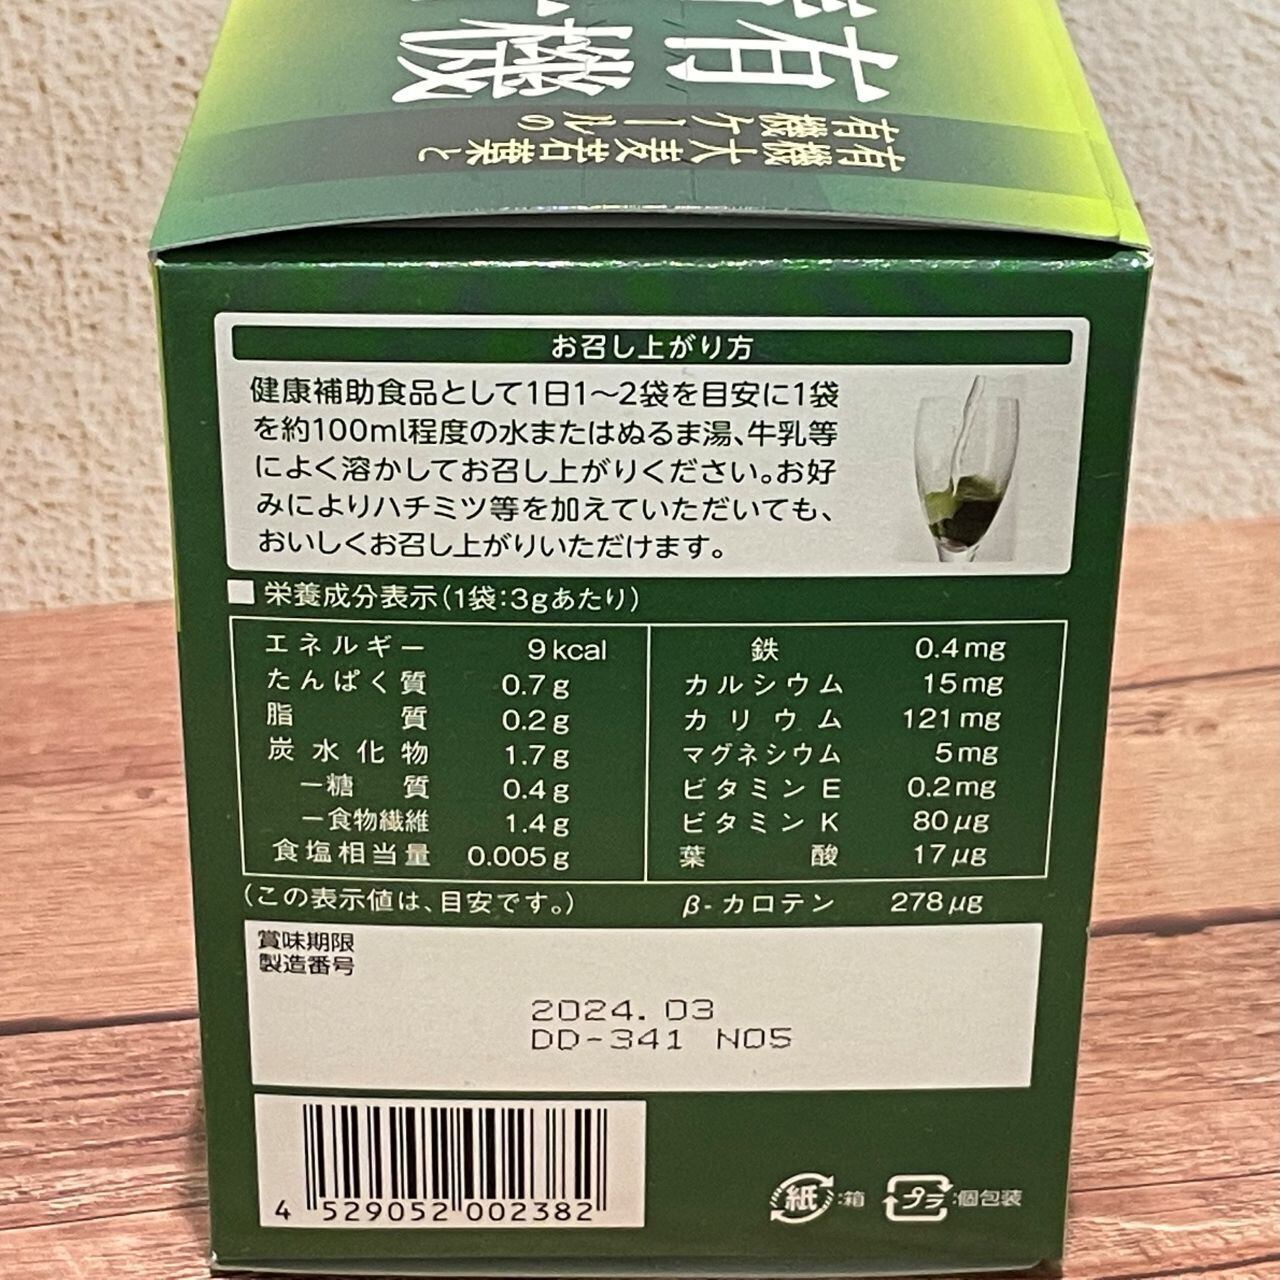 有機
有機ケールの
有機大麦若葉と
お召し上がり方
健康補助食品として1日1〜2袋を目安に1袋
を約100ml程度の水またはぬるま湯、牛乳等
によく溶かしてお召し上がりください。お好
みによりハチミツ等を加えていただいても、
おいしくお召し上がりいただけます。
■栄養成分表示(1袋:3gあたり)
エネルギー 9kcal
たんぱく質 0.7g
脂質 0.2g
炭水化物 1.7g
ー糖質 0.4g
ー食物繊維 1.4g
食塩相当量 0.005g
(この表示値は、目安です。)
鉄 0.4mg
カルシウム 15mg
カリウム 121mg
マグネシウム 5mg
ビタミンE 0.2mg
ビタミンK 80μg
葉酸 17μg
β-カロテン 278μg
賞味期限
製造番号
2024.03
DD-341 N05
4 529052 002382
紙:箱
プラ:個包装